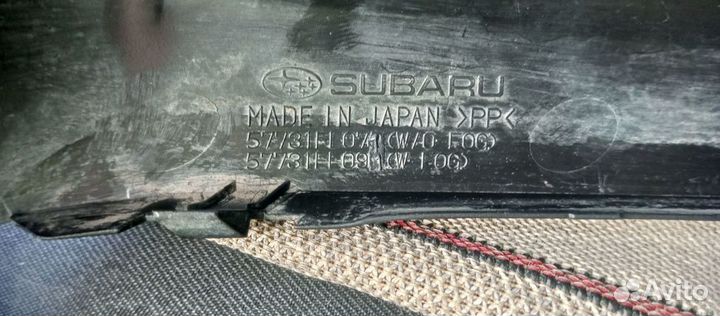 SUBARU
MADE IN JAPAN >PP<
(W/O FOG)
(W FOG)
Avito